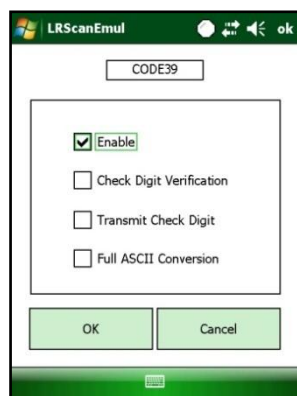 LRScanEmul ok
CODE39
Enable
Check Digit Verification
Transmit Check Digit
Full ASCII Conversion
OK Cancel